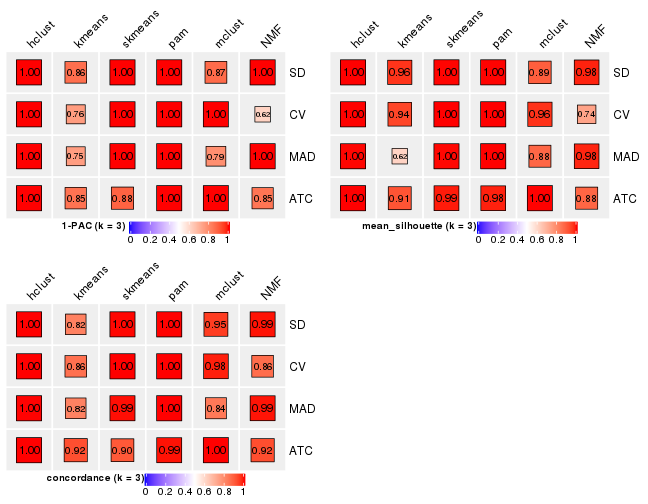 hclust kmeans skmeans pam mclust NMF
1.00 0.86 1.00 1.00 0.87 1.00 SD
1.00 0.76 1.00 1.00 1.00 0.62 CV
1.00 0.75 1.00 1.00 0.79 1.00 MAD
1.00 0.85 0.88 1.00 1.00 0.85 ATC
1-PAC (k = 3)
0 0.2 0.4 0.6 0.8 1
hclust kmeans skmeans pam mclust NMF
1.00 0.96 1.00 1.00 0.89 0.98 SD
1.00 0.94 1.00 1.00 0.96 0.74 CV
1.00 0.62 1.00 1.00 0.88 0.98 MAD
1.00 0.91 0.99 0.98 1.00 0.88 ATC
mean_silhouette (k = 3)
0 0.2 0.4 0.6 0.8 1
hclust kmeans skmeans pam mclust NMF
1.00 0.82 1.00 1.00 0.95 0.99 SD
1.00 0.86 1.00 1.00 0.98 0.86 CV
1.00 0.82 0.99 1.00 0.84 0.99 MAD
1.00 0.92 0.90 0.99 1.00 0.92 ATC
concordance (k = 3)
0 0.2 0.4 0.6 0.8 1